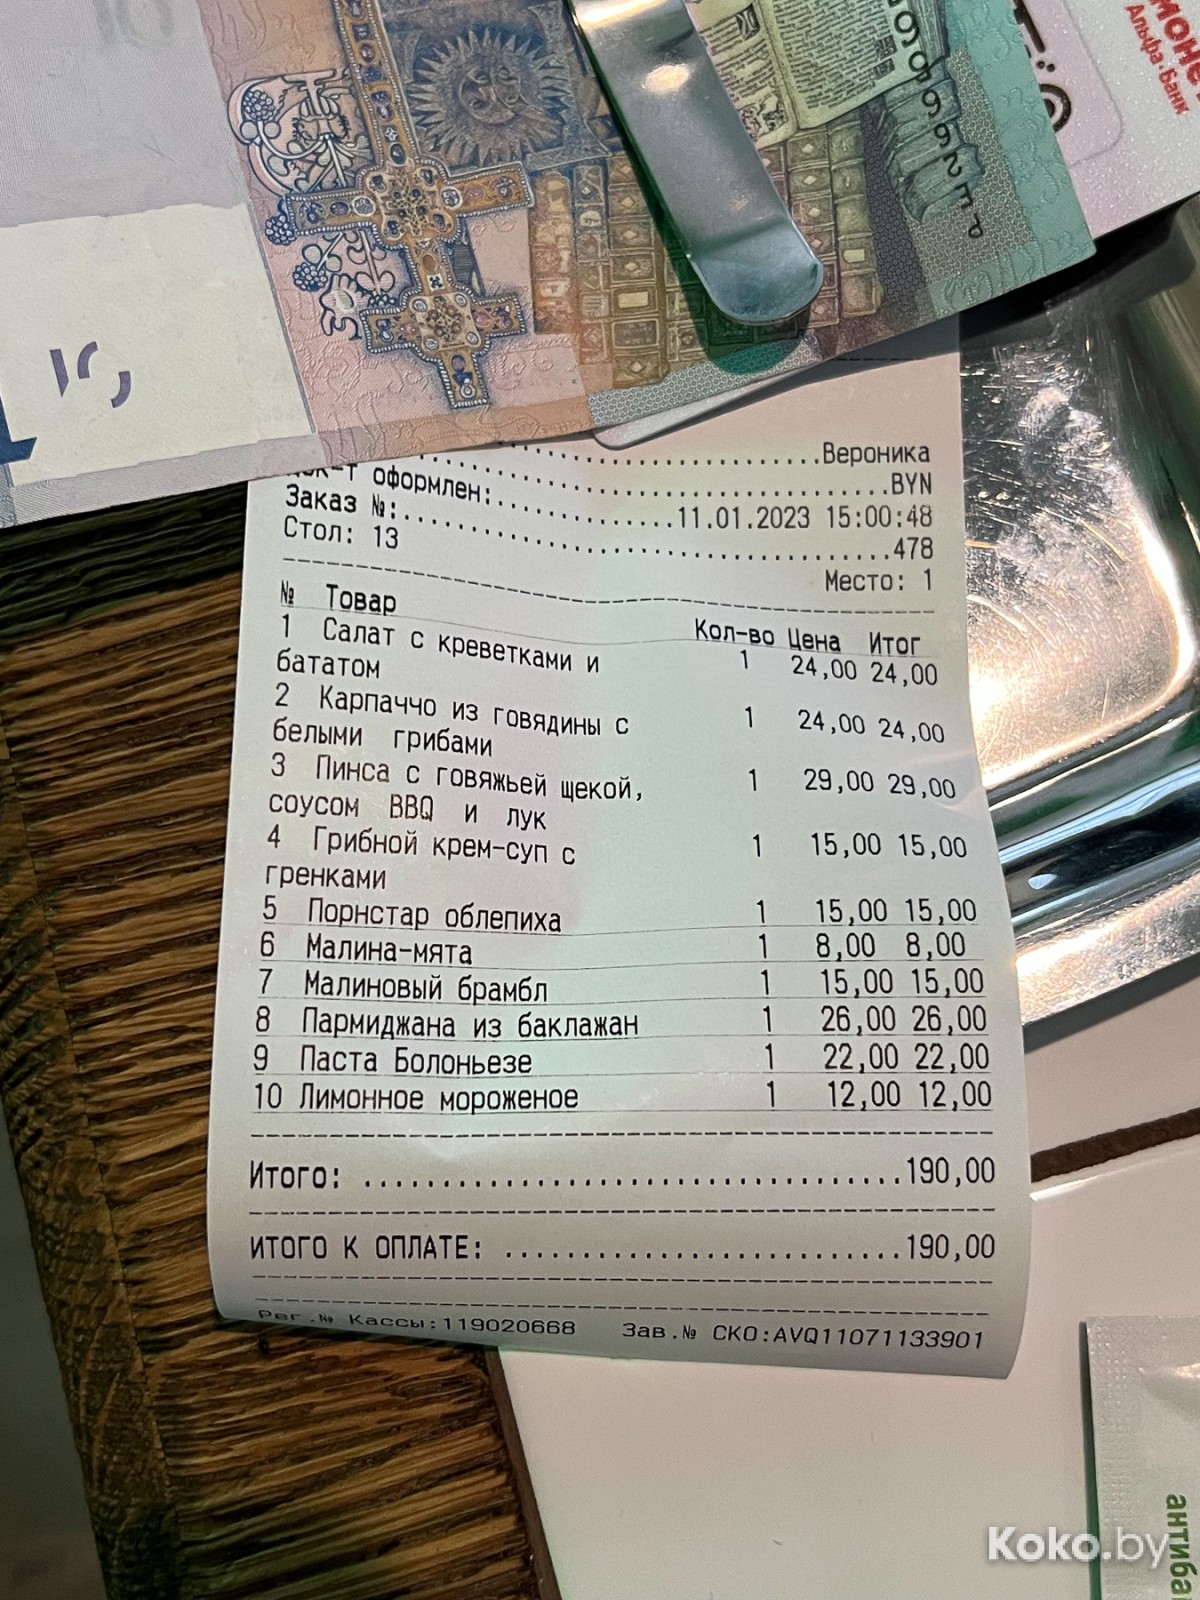 МОНЕ
Альфа·Банк
Вероника
BYN
оформлен: 11.01.2023 15:00:48
Заказ №: 478
Стол: 13 Место: 1
№ Товар Кол-во Цена Итог
1 Салат с креветками и 1 24,00 24,00
бататом
2 Карпаччо из говядины с 1 24,00 24,00
белыми грибами
3 Пинса с говяжьей щекой, 1 29,00 29,00
соусом BBQ и лук
4 Грибной крем-суп с 1 15,00 15,00
гренками
5 Порнстар облепиха 1 15,00 15,00
6 Малина-мята 1 8,00 8,00
7 Малиновый брамбл 1 15,00 15,00
8 Пармиджана из баклажан 1 26,00 26,00
9 Паста Болоньезе 1 22,00 22,00
10 Лимонное мороженое 1 12,00 12,00
Итого: 190,00
ИТОГО К ОПЛАТЕ: 190,00
Рег.№ Кассы:119020668 Зав.№ СКО:AVQ11071133901
антиба
Koko.by